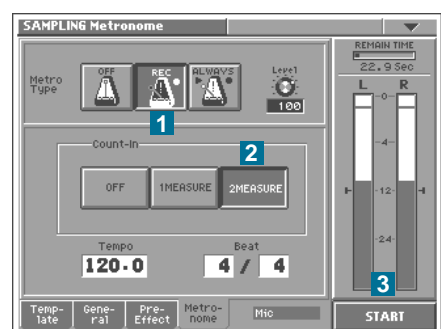 SAMPLING Metronome
REMAIN TIME
22.9 Sec
Metro
Type
OFF
REC
ALWAYS
Level
100
1
L R
-0-
-4-
-12-
-24-
Count-In
2
OFF
1MEASURE
2MEASURE
Tempo
Beat
120.0
4 / 4
3
Temp-
late
Gene-
ral
Pre-
Effect
Metro-
nome
Mic
START